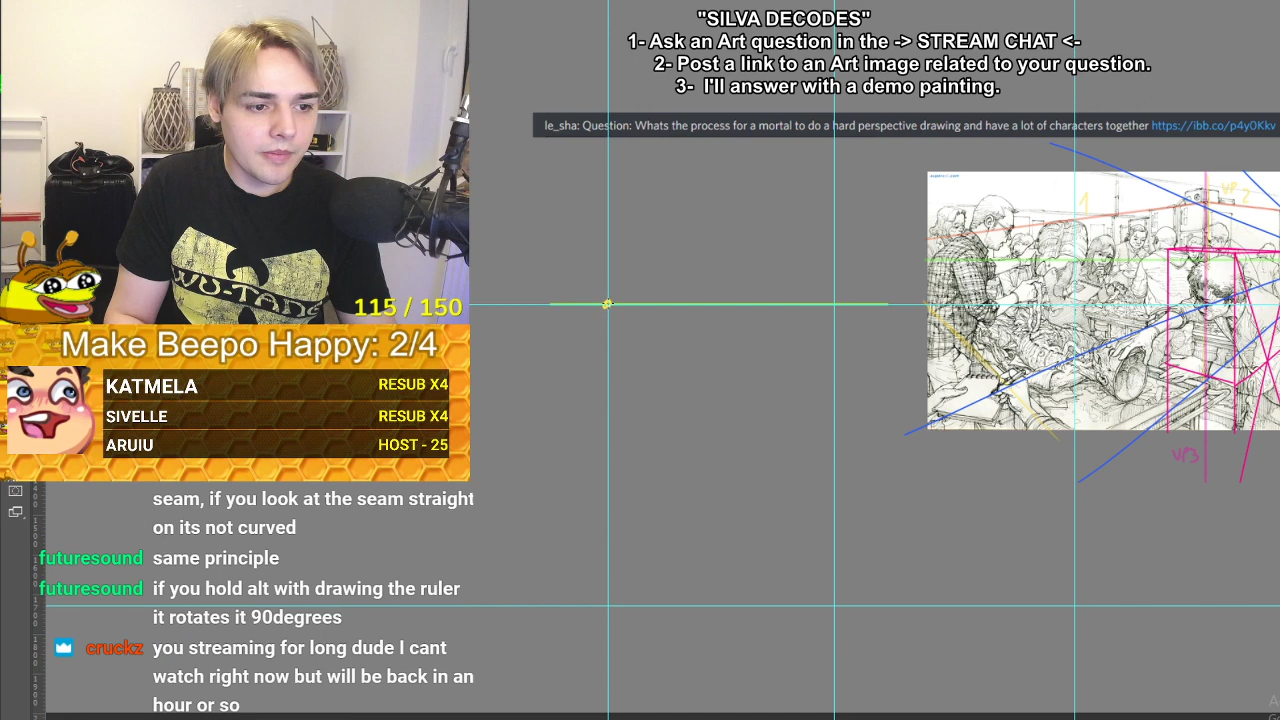 "SILVA DECODES"
1- Ask an Art question in the -> STREAM CHAT <-
2- Post a link to an Art image related to your question.
3- I'll answer with a demo painting.
le_sha: Question: Whats the process for a mortal to do a hard perspective drawing and have a lot of characters together https://ibb.co/p4y0Kkv
WU-TANG
115 / 150
Make Beepo Happy: 2/4
KATMELA RESUB X4
SIVELLE RESUB X4
ARUIU HOST - 25
seam, if you look at the seam straight
on its not curved
futuresound same principle
futuresound if you hold alt with drawing the ruler
it rotates it 90degrees
cruckz you streaming for long dude I cant
watch right now but will be back in an
hour or so
1
VP2
VP3